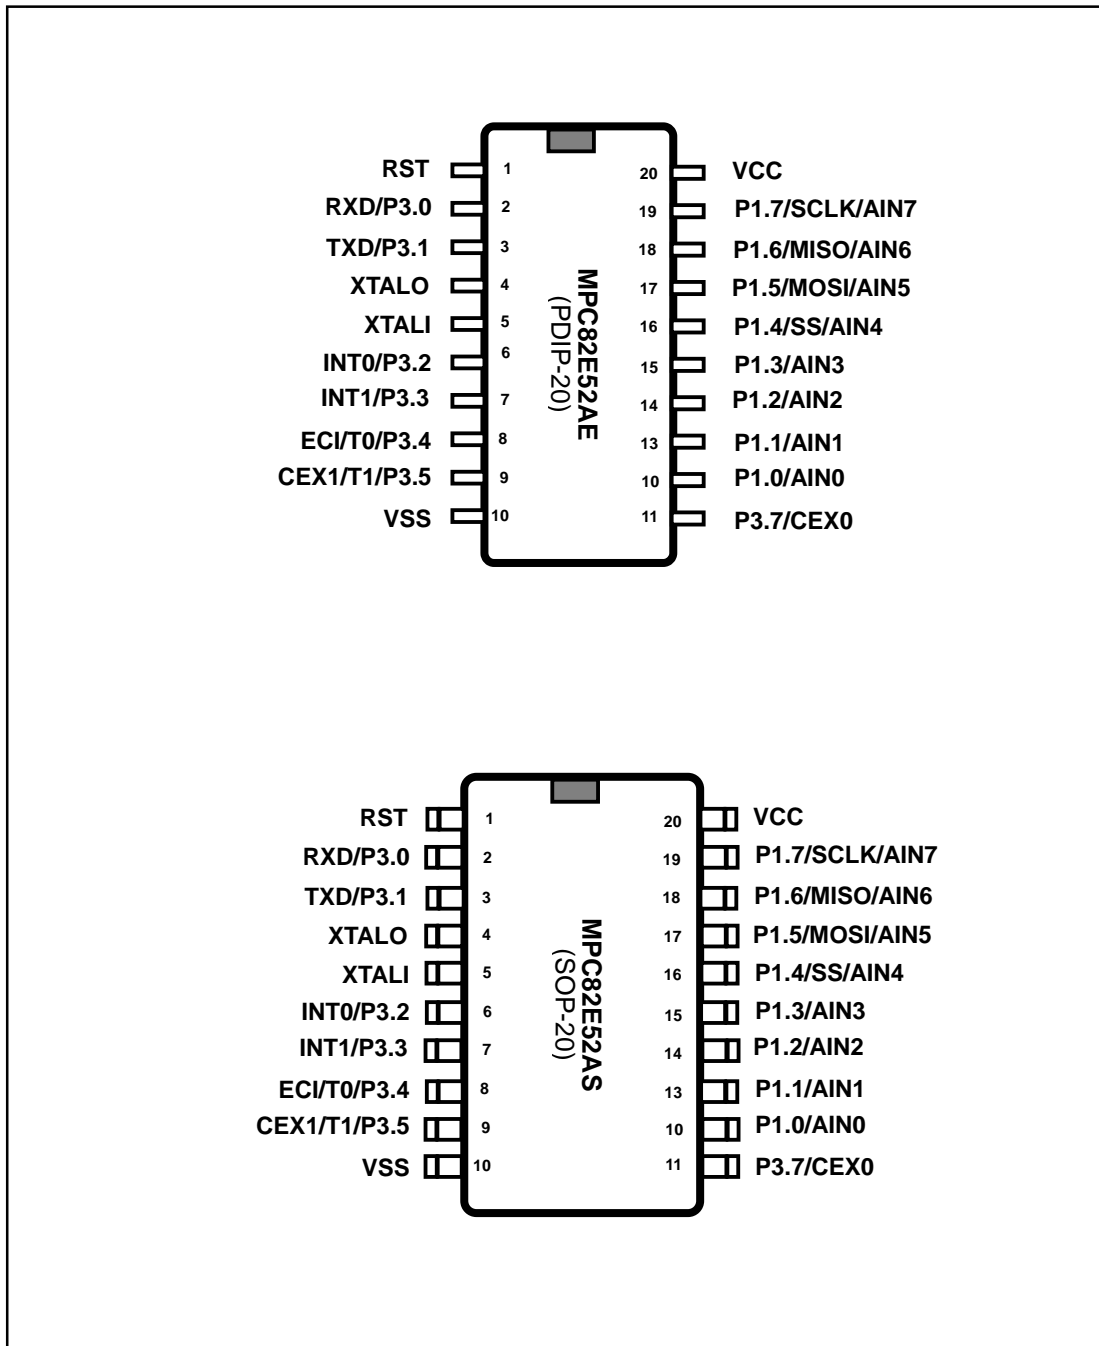 RST 1 20 VCC
RXD/P3.0 2 19 P1.7/SCLK/AIN7
TXD/P3.1 3 18 P1.6/MISO/AIN6
XTALO 4 17 P1.5/MOSI/AIN5
XTALI 5 16 P1.4/SS/AIN4
INT0/P3.2 6 15 P1.3/AIN3
INT1/P3.3 7 14 P1.2/AIN2
ECI/T0/P3.4 8 13 P1.1/AIN1
CEX1/T1/P3.5 9 10 P1.0/AIN0
VSS 10 11 P3.7/CEX0
MPC82E52AE
(PDIP-20)
RST 1 20 VCC
RXD/P3.0 2 19 P1.7/SCLK/AIN7
TXD/P3.1 3 18 P1.6/MISO/AIN6
XTALO 4 17 P1.5/MOSI/AIN5
XTALI 5 16 P1.4/SS/AIN4
INT0/P3.2 6 15 P1.3/AIN3
INT1/P3.3 7 14 P1.2/AIN2
ECI/T0/P3.4 8 13 P1.1/AIN1
CEX1/T1/P3.5 9 10 P1.0/AIN0
VSS 10 11 P3.7/CEX0
MPC82E52AS
(SOP-20)